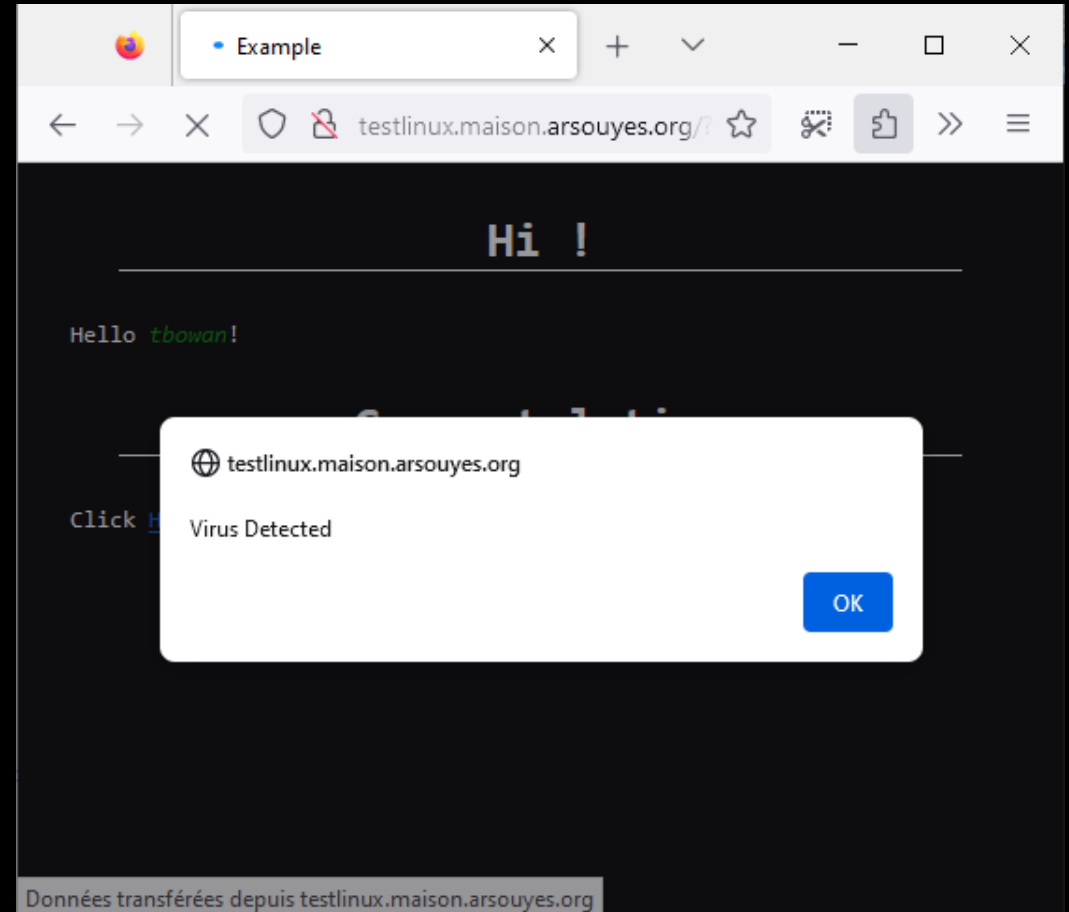 Example
testlinux.maison.arsouyes.org/?
Hi !
Hello tbowan!
testlinux.maison.arsouyes.org
Click
Virus Detected
OK
Données transférées depuis testlinux.maison.arsouyes.org